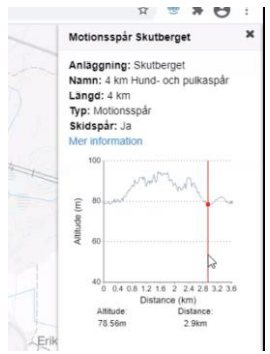 Motionsspår Skutberget
Anläggning: Skutberget
Namn: 4 km Hund- och pulkaspår
Längd: 4 km
Typ: Motionsspår
Skidspår: Ja
Mer information
100
80
60
40
Altitude (m)
0 0.4 0.8 1.2 1.6 2 2.4 2.8 3.2 3.6
Distance (km)
Altitude: Distance:
78.56m 2.9km
Erik